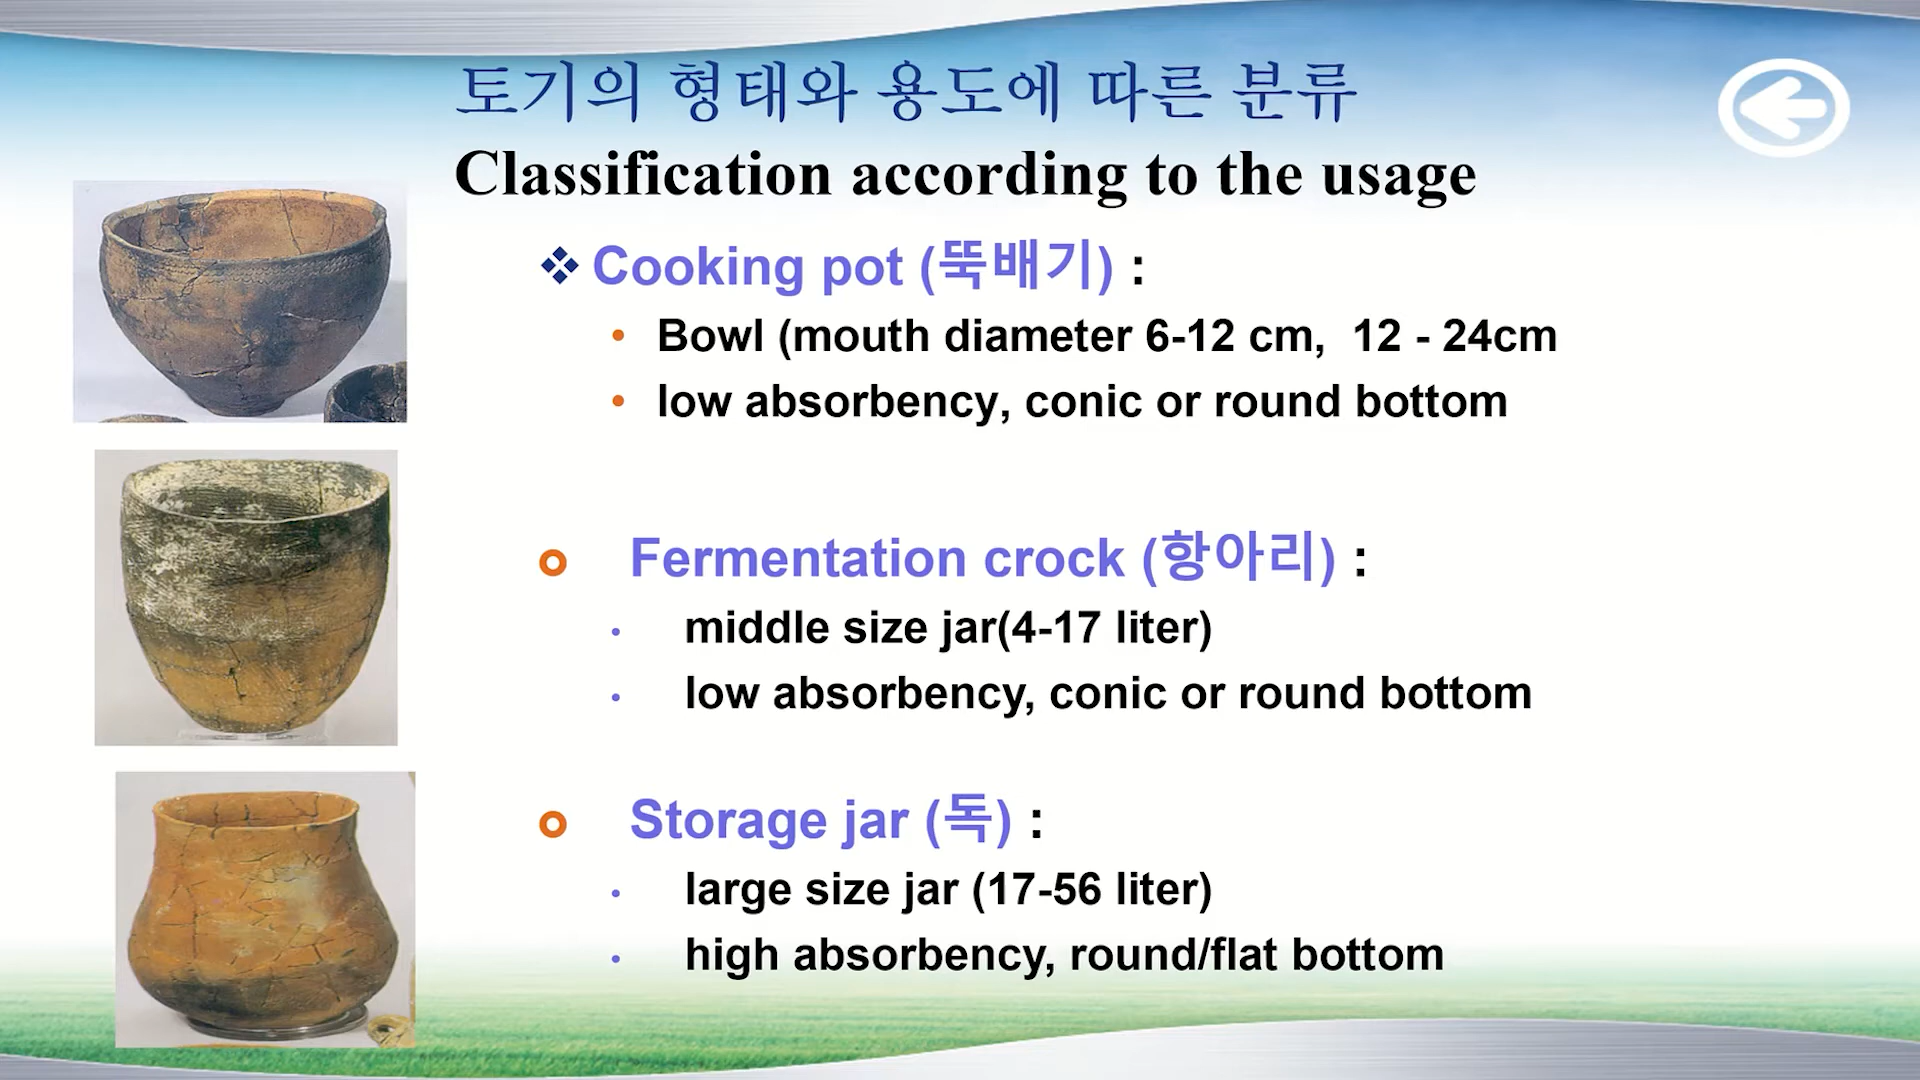 토기의 형태와 용도에 따른 분류
Classification according to the usage
❖ Cooking pot (뚝배기) :
• Bowl (mouth diameter 6-12 cm, 12 - 24cm
• low absorbency, conic or round bottom
Fermentation crock (항아리) :
• middle size jar(4-17 liter)
• low absorbency, conic or round bottom
Storage jar (독) :
• large size jar (17-56 liter)
• high absorbency, round/flat bottom